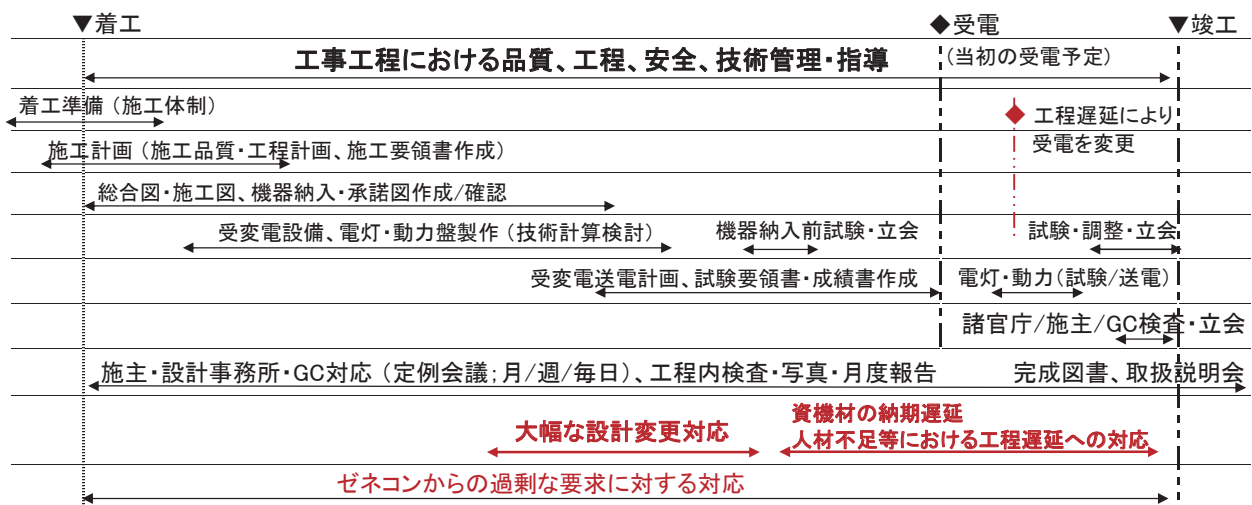 ▼着工
◆受電
▼竣工
工事工程における品質、工程、安全、技術管理・指導
(当初の受電予定)
着工準備（施工体制）
◆ 工程遅延により
受電を変更
施工計画（施工品質・工程計画、施工要領書作成）
総合図・施工図、機器納入・承諾図作成/確認
受変電設備、電灯・動力盤製作（技術計算検討）
機器納入前試験・立会
試験・調整・立会
受変電送電計画、試験要領書・成績書作成
電灯・動力(試験/送電)
諸官庁/施主/GC検査・立会
施主・設計事務所・GC対応（定例会議;月/週/毎日）、工程内検査・写真・月度報告
完成図書、取扱説明会
大幅な設計変更対応
資機材の納期遅延
人材不足等における工程遅延への対応
ゼネコンからの過剰な要求に対する対応